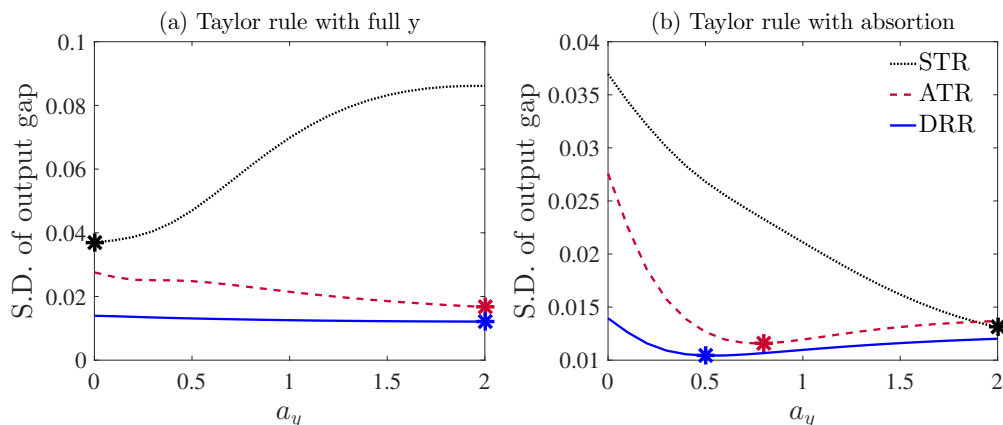 (a) Taylor rule with full y
0.1
0.08
0.06
0.04
0.02
0
S.D. of output gap
0
0.5
1
1.5
2
a_y
(b) Taylor rule with absortion
0.04
0.035
0.03
0.025
0.02
0.015
0.01
S.D. of output gap
STR
ATR
DRR
0
0.5
1
1.5
2
a_y